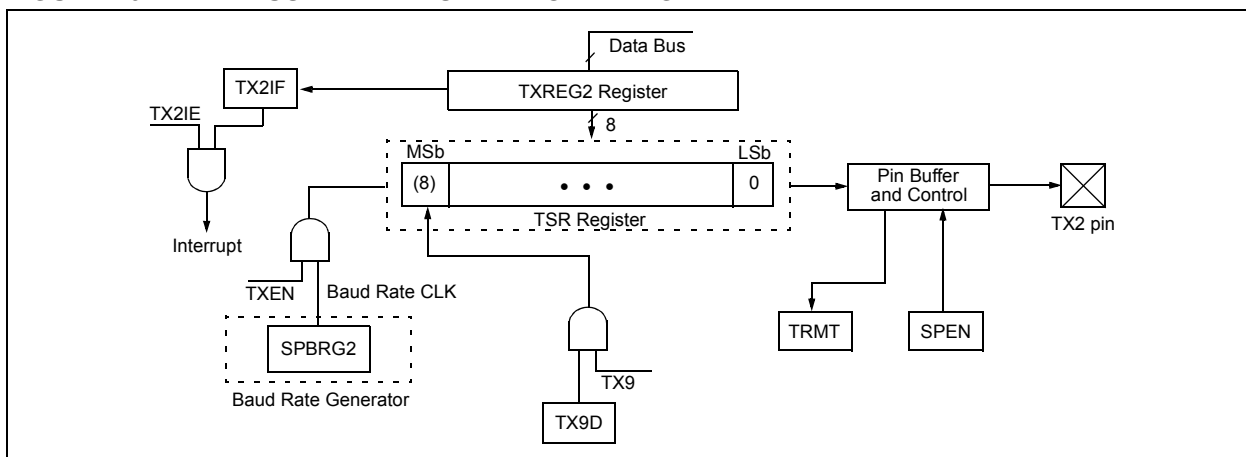 Data Bus
TX2IF
TXREG2 Register
TX2IE
8
MSb
LSb
(8)
• • •
0
Pin Buffer
and Control
TSR Register
TX2 pin
Interrupt
TXEN
Baud Rate CLK
TRMT
SPEN
SPBRG2
TX9
Baud Rate Generator
TX9D